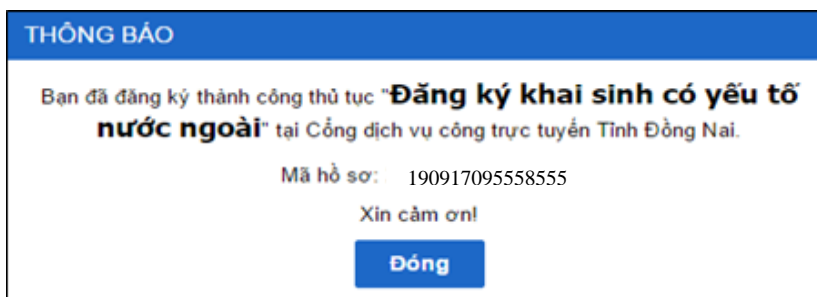 THÔNG BÁO
Bạn đã đăng ký thành công thủ tục "Đăng ký khai sinh có yếu tố
nước ngoài" tại Cổng dịch vụ công trực tuyến Tỉnh Đồng Nai.
Mã hồ sơ: 190917095558555
Xin cảm ơn!
Đóng